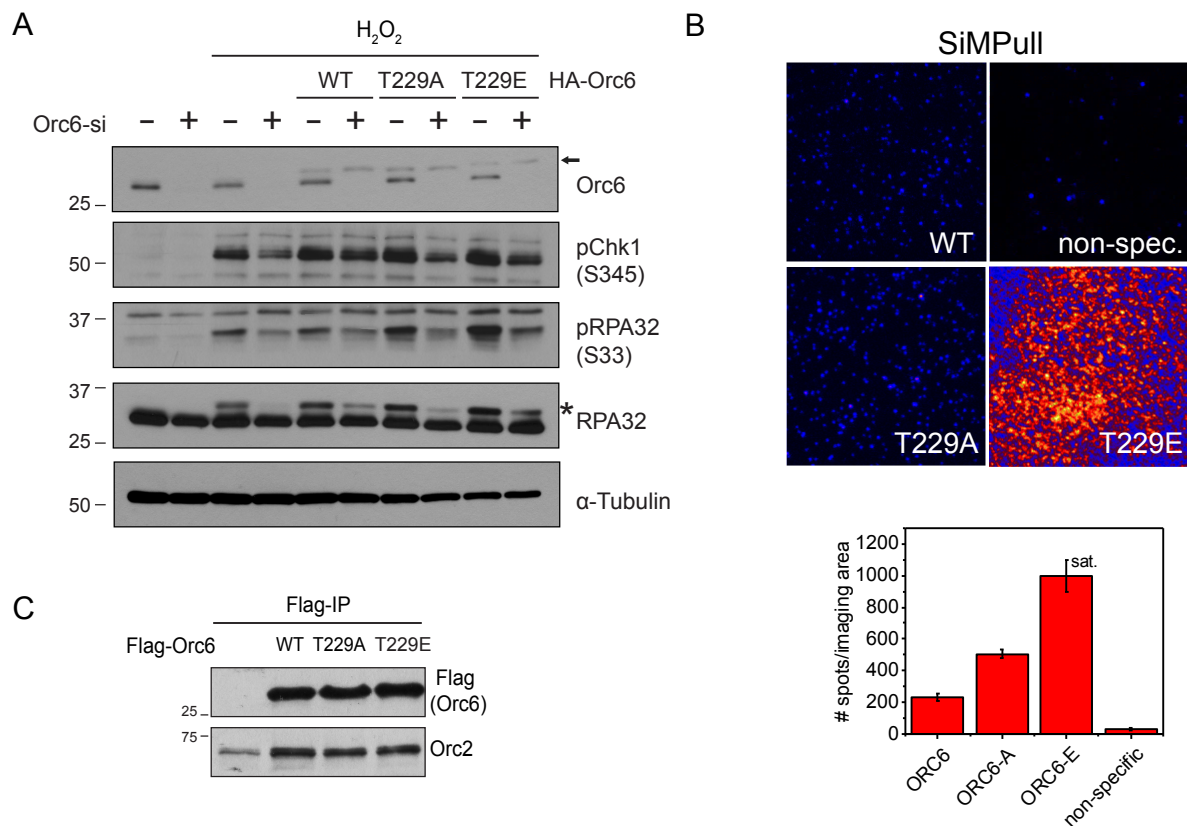 A
H₂O₂
WT T229A T229E HA-Orc6
Orc6-si – + – + – + – + – +
Orc6
25
pChk1
(S345)
50
37
pRPA32
(S33)
37
*
RPA32
25
α-Tubulin
50
B
SiMPull
WT
non-spec.
T229A
T229E
# spots/imaging area
1200
1000
800
600
400
200
0
sat.
ORC6
ORC6-A
ORC6-E
non-specific
C
Flag-IP
Flag-Orc6 WT T229A T229E
Flag
(Orc6)
25
75
Orc2